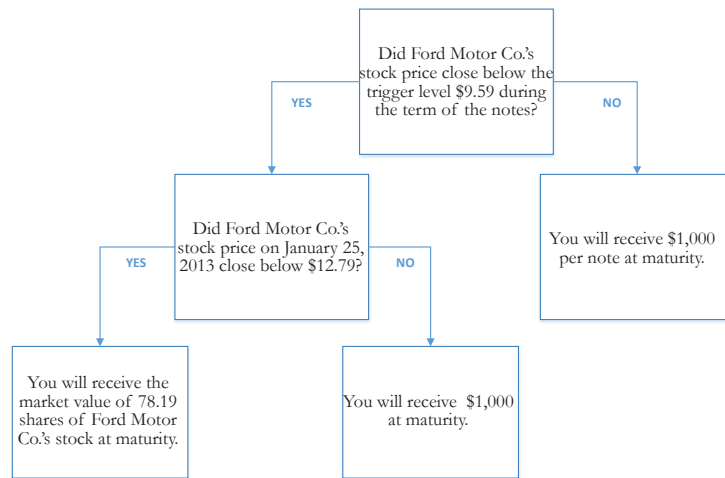 Did Ford Motor Co.'s
stock price close below the
trigger level $9.59 during
the term of the notes?
YES
NO
Did Ford Motor Co.'s
stock price on January 25,
2013 close below $12.79?
You will receive $1,000
per note at maturity.
YES
NO
You will receive the
market value of 78.19
shares of Ford Motor
Co.'s stock at maturity.
You will receive $1,000
at maturity.